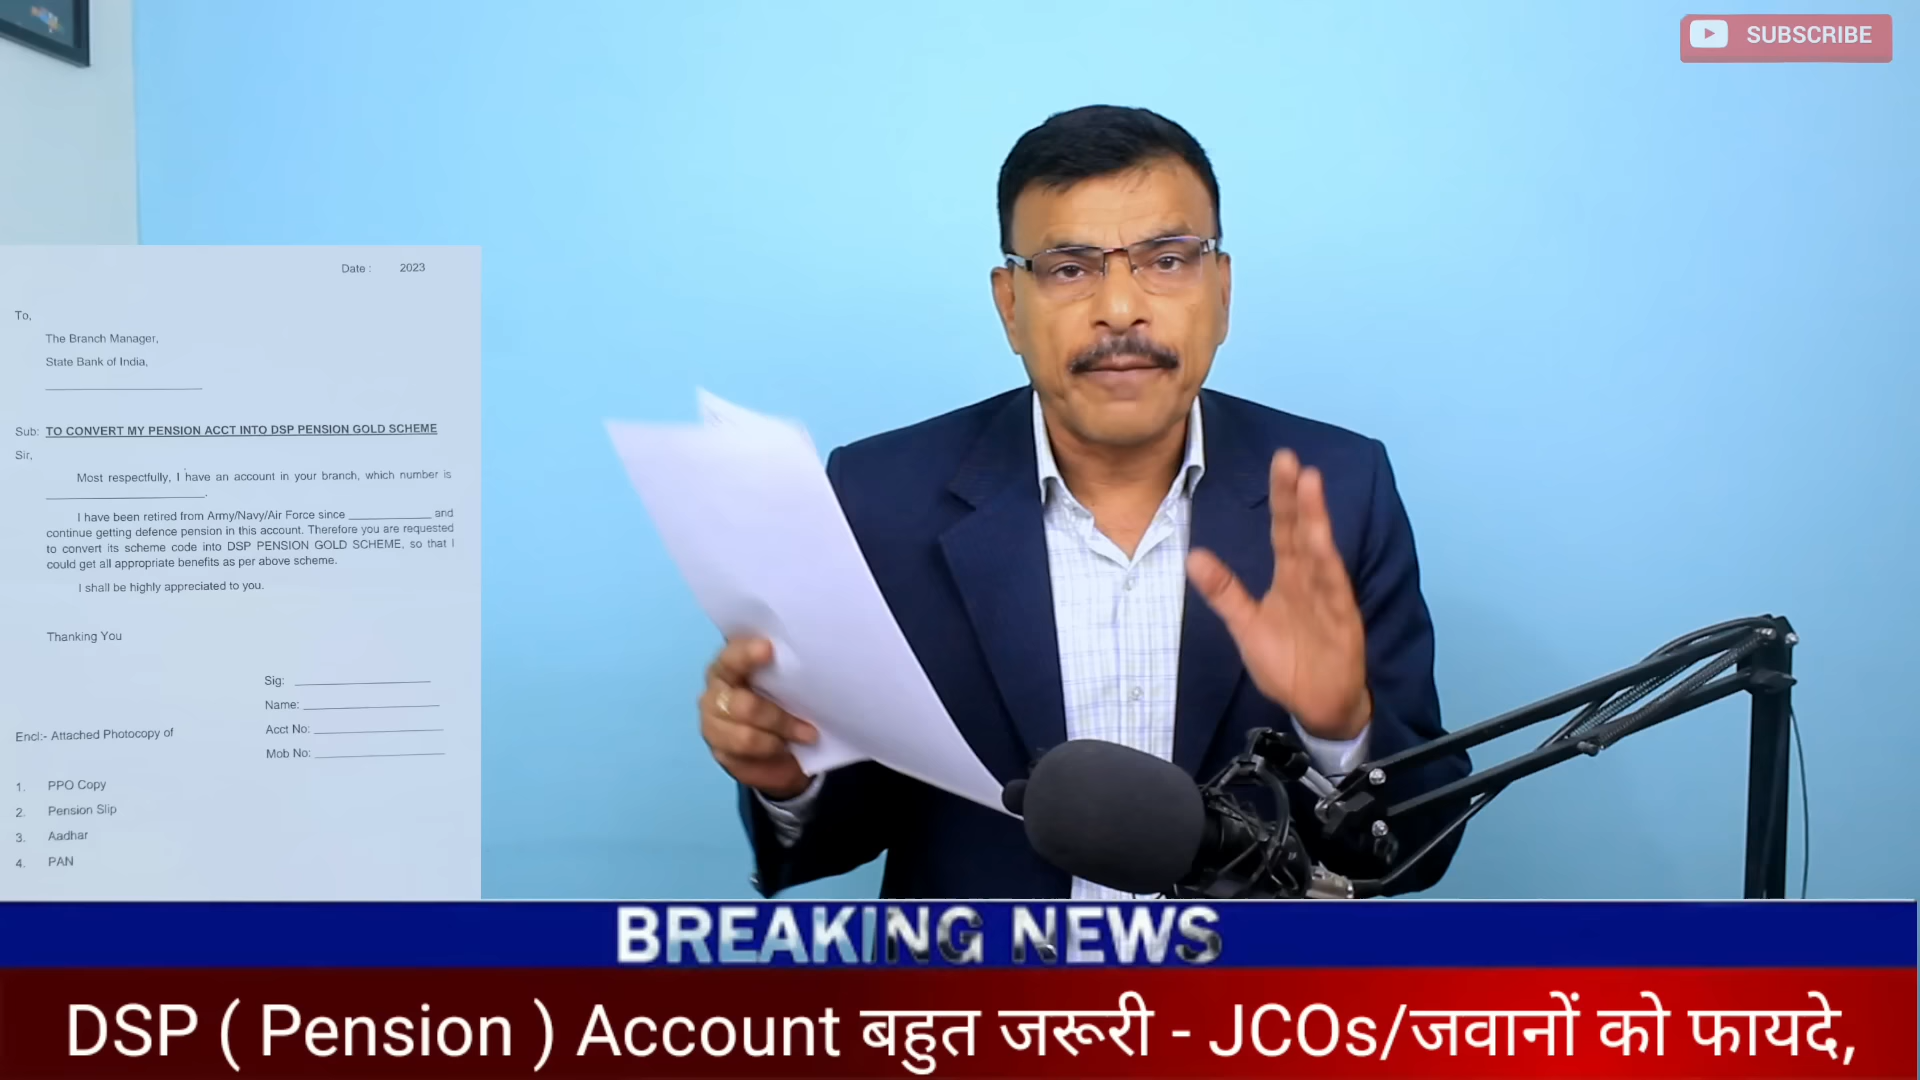 SUBSCRIBE
Date : 2023
To,
The Branch Manager,
State Bank of India,
Sub: TO CONVERT MY PENSION ACCT INTO DSP PENSION GOLD SCHEME
Sir,
Most respectfully, I have an account in your branch, which number is
.
I have been retired from Army/Navy/Air Force since ____________ and
continue getting defence pension in this account. Therefore you are requested
to convert its scheme code into DSP PENSION GOLD SCHEME, so that I
could get all appropriate benefits as per above scheme.
I shall be highly appreciated to you.
Thanking You
Sig:
Name:
Acct No:
Mob No:
Encl:- Attached Photocopy of
1. PPO Copy
2. Pension Slip
3. Aadhar
4. PAN
BREAKING NEWS
DSP ( Pension ) Account बहुत जरूरी - JCOs/जवानों को फायदे,